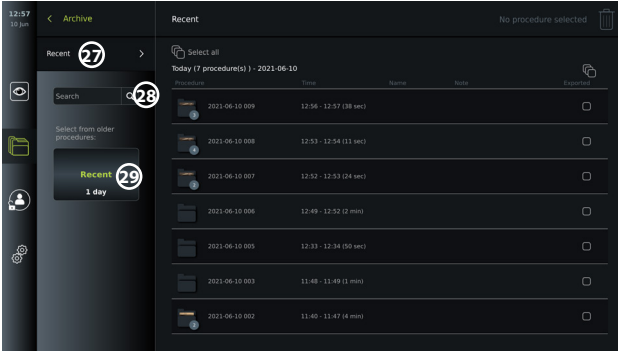 12:57
10 Jun
Archive
Recent
No procedure selected
Recent
27
Select all
Today (7 procedure(s) ) - 2021-06-10
Search
28
Procedure Time Name Note Exported
2021-06-10 009 12:56 - 12:57 (38 sec)
3
Select from older
procedures:
2021-06-10 008 12:53 - 12:54 (11 sec)
4
Recent
29
1 day
2021-06-10 007 12:52 - 12:53 (24 sec)
2
2021-06-10 006 12:49 - 12:52 (2 min)
2021-06-10 005 12:33 - 12:34 (50 sec)
2021-06-10 003 11:48 - 11:49 (1 min)
2021-06-10 002 11:40 - 11:47 (4 min)
2